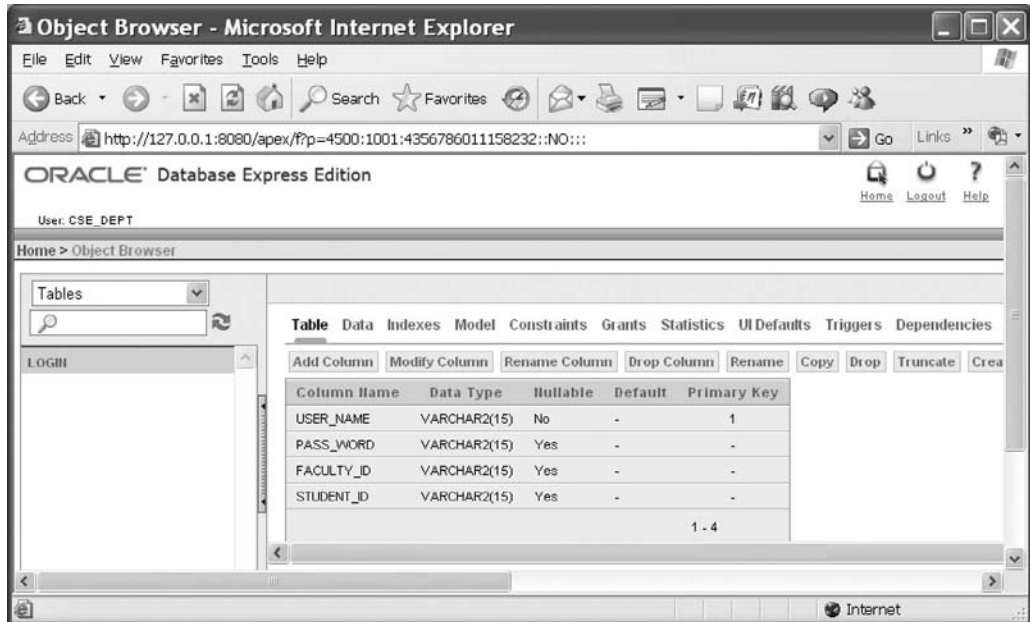 Object Browser - Microsoft Internet Explorer
File Edit View Favorites Tools Help
Back Search Favorites
Address http://127.0.0.1:8080/apex/f?p=4500:1001:4356786011158232::NO::: Go Links »
ORACLE Database Express Edition
Home Logout Help
User: CSE_DEPT
Home > Object Browser
Tables
Table Data Indexes Model Constraints Grants Statistics UI Defaults Triggers Dependencies
LOGIN
Add Column Modify Column Rename Column Drop Column Rename Copy Drop Truncate Crea
Column Name Data Type Nullable Default Primary Key
USER_NAME VARCHAR2(15) No - 1
PASS_WORD VARCHAR2(15) Yes - -
FACULTY_ID VARCHAR2(15) Yes - -
STUDENT_ID VARCHAR2(15) Yes - -
1 - 4
Internet